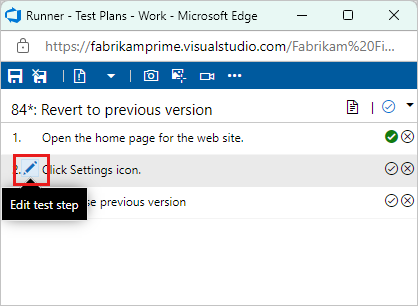 Runner - Test Plans - Work - Microsoft Edge
https://fabrikamprime.visualstudio.com/Fabrikam%20Fi...
84*: Revert to previous version
1. Open the home page for the web site.
2. Click Settings icon.
Edit test step
se previous version